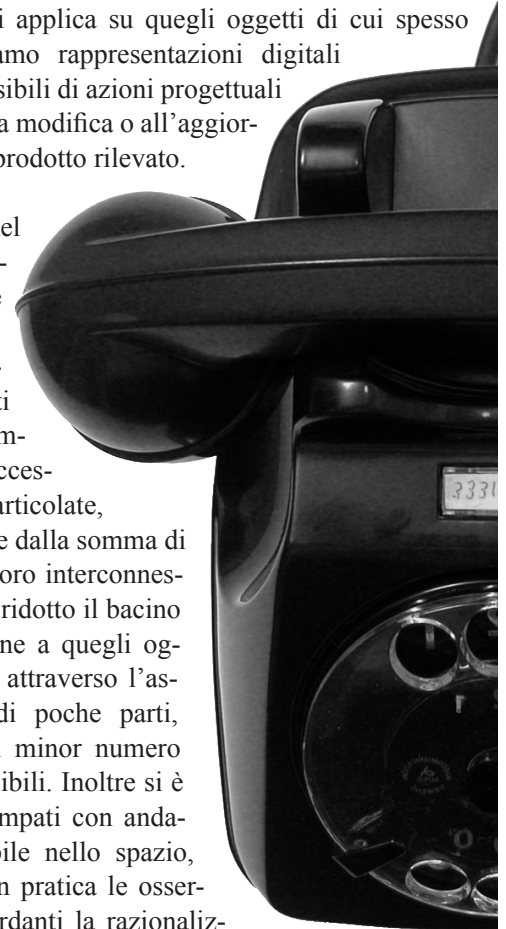 i applica su quegli oggetti di cui spesso
amo rappresentazioni digitali
sibili di azioni progettuali
a modifica o all'aggior-
prodotto rilevato.
el
-
e
-
ti
m-
cces-
articolate,
e dalla somma di
oro interconnes-
ridotto il bacino
ne a quegli og-
attraverso l'as-
di poche parti,
minor numero
ibili. Inoltre si è
mpati con anda-
bile nello spazio,
n pratica le osser-
rdanti la razionaliz-
3331